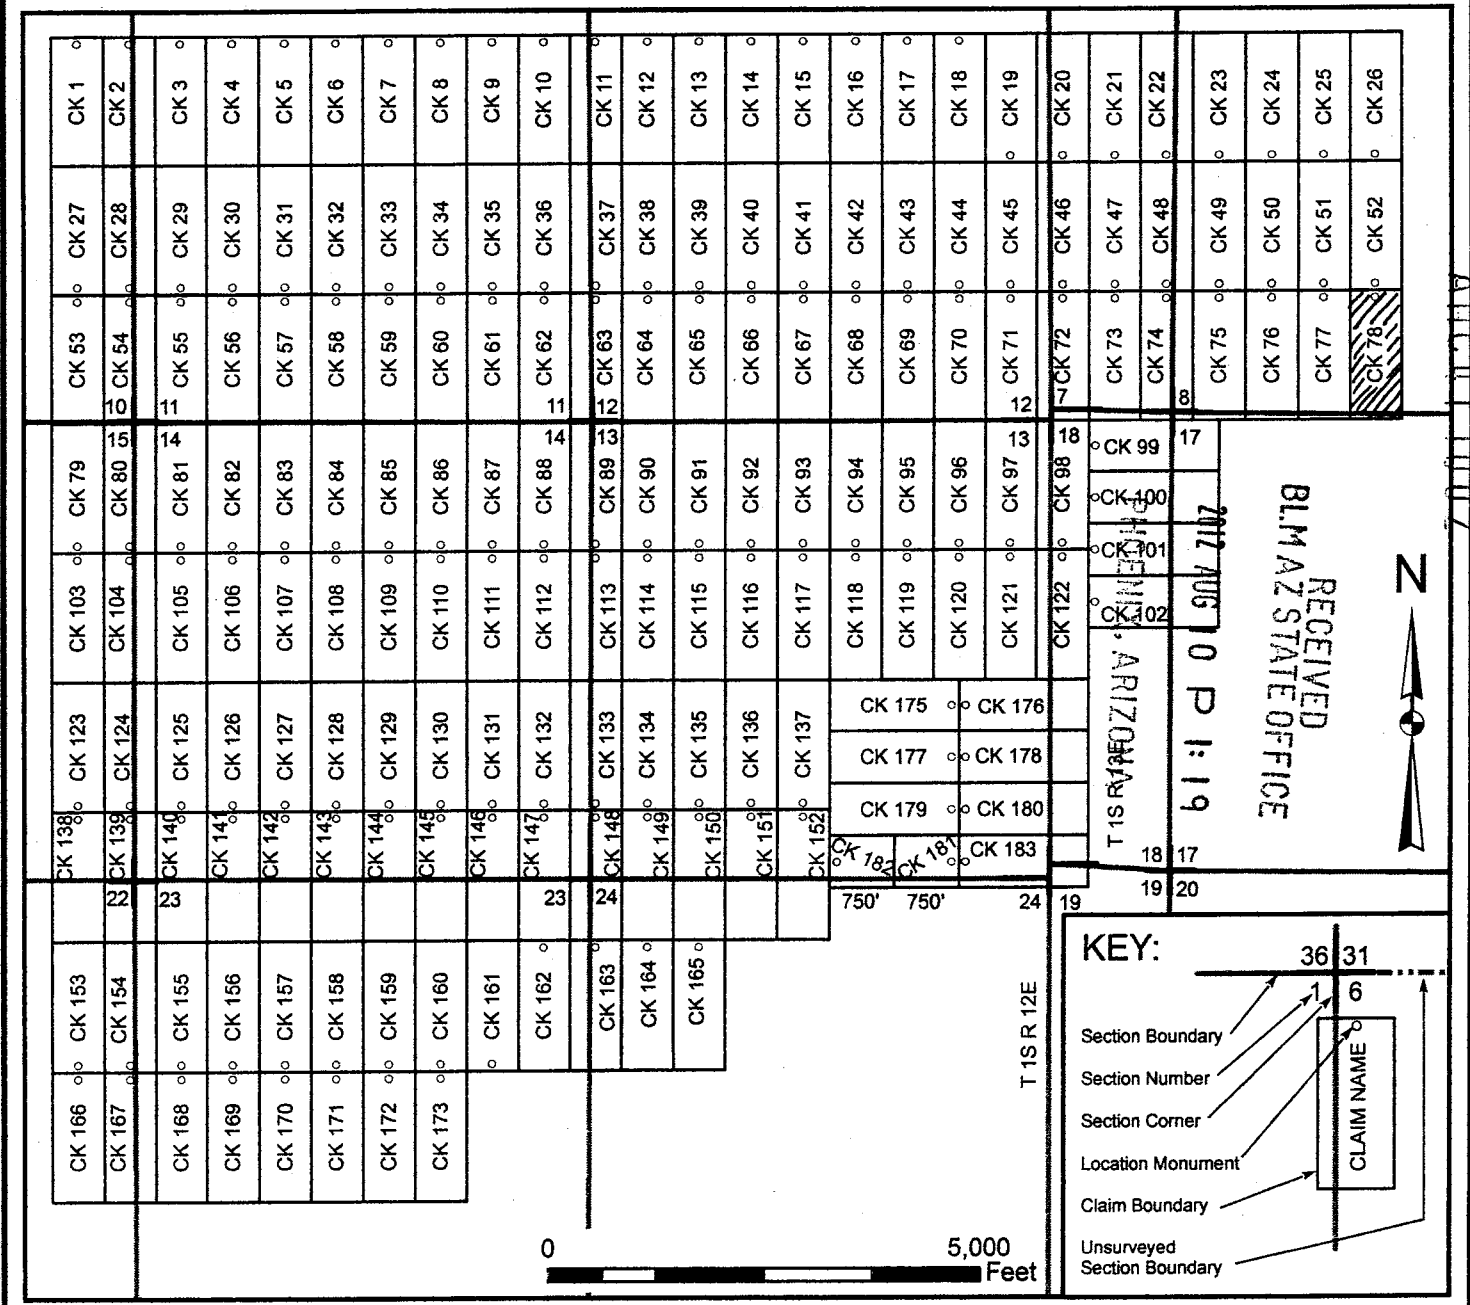 CK 1 CK 2 CK 3 CK 4 CK 5 CK 6 CK 7 CK 8 CK 9 CK 10 CK 11 CK 12 CK 13 CK 14 CK 15 CK 16 CK 17 CK 18 CK 19 CK 20 CK 21 CK 22 CK 23 CK 24 CK 25 CK 26
CK 27 CK 28 CK 29 CK 30 CK 31 CK 32 CK 33 CK 34 CK 35 CK 36 CK 37 CK 38 CK 39 CK 40 CK 41 CK 42 CK 43 CK 44 CK 45 CK 46 CK 47 CK 48 CK 49 CK 50 CK 51 CK 52
CK 53 CK 54 CK 55 CK 56 CK 57 CK 58 CK 59 CK 60 CK 61 CK 62 CK 63 CK 64 CK 65 CK 66 CK 67 CK 68 CK 69 CK 70 CK 71 CK 72 CK 73 CK 74 CK 75 CK 76 CK 77 CK 78
10 11 11 12 12 7 8
15 14 14 13 13 18 17
CK 79 CK 80 CK 81 CK 82 CK 83 CK 84 CK 85 CK 86 CK 87 CK 88 CK 89 CK 90 CK 91 CK 92 CK 93 CK 94 CK 95 CK 96 CK 97 CK 98
CK 99
CK 100
CK 101
CK 102
CK 103 CK 104 CK 105 CK 106 CK 107 CK 108 CK 109 CK 110 CK 111 CK 112 CK 113 CK 114 CK 115 CK 116 CK 117 CK 118 CK 119 CK 120 CK 121 CK 122
CK 123 CK 124 CK 125 CK 126 CK 127 CK 128 CK 129 CK 130 CK 131 CK 132 CK 133 CK 134 CK 135 CK 136 CK 137
CK 175 CK 176
CK 177 CK 178
CK 179 CK 180
CK 138 CK 139 CK 140 CK 141 CK 142 CK 143 CK 144 CK 145 CK 146 CK 147 CK 148 CK 149 CK 150 CK 151 CK 152
CK 182 CK 181 CK 183
18 17
22 23 23 24 24 19 19 20
750' 750'
CK 153 CK 154 CK 155 CK 156 CK 157 CK 158 CK 159 CK 160 CK 161 CK 162 CK 163 CK 164 CK 165
CK 166 CK 167 CK 168 CK 169 CK 170 CK 171 CK 172 CK 173
T 1S R 12E
T 1S R 13E
RECEIVED
BLM AZ STATE OFFICE
2012 AUG 10 P 1:19
PHOENIX, ARIZONA
N
0 5,000
Feet
KEY:
36 31
1 6
Section Boundary
Section Number
Section Corner
Location Monument
Claim Boundary
Unsurveyed
Section Boundary
CLAIM NAME